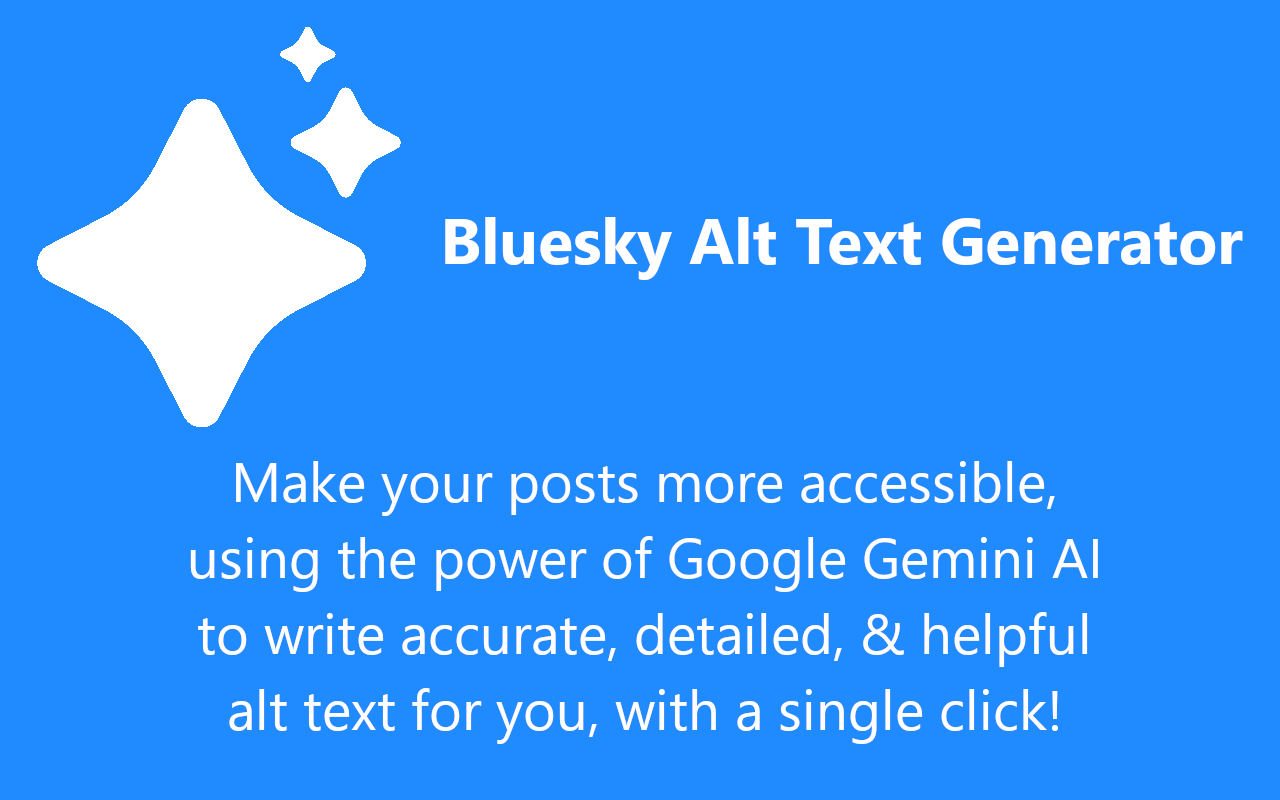 Bluesky Alt Text Generator
Make your posts more accessible,
using the power of Google Gemini AI
to write accurate, detailed, & helpful
alt text for you, with a single click!